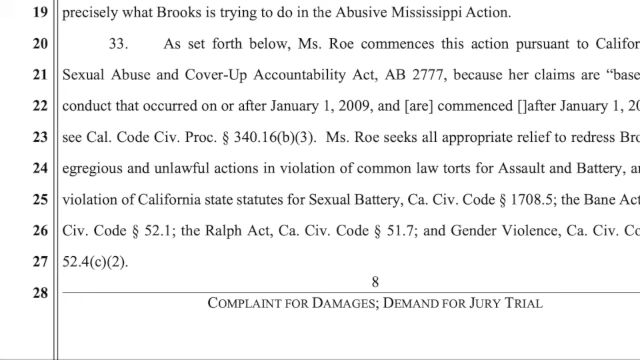 19 precisely what Brooks is trying to do in the Abusive Mississippi Action.
20 33. As set forth below, Ms. Roe commences this action pursuant to Califor
21 Sexual Abuse and Cover-Up Accountability Act, AB 2777, because her claims are “base
22 conduct that occurred on or after January 1, 2009, and [are] commenced []after January 1, 20
23 see Cal. Code Civ. Proc. § 340.16(b)(3). Ms. Roe seeks all appropriate relief to redress Bro
24 egregious and unlawful actions in violation of common law torts for Assault and Battery, an
25 violation of California state statutes for Sexual Battery, Ca. Civ. Code § 1708.5; the Bane Act
26 Civ. Code § 52.1; the Ralph Act, Ca. Civ. Code § 51.7; and Gender Violence, Ca. Civ. Co
27 52.4(c)(2).
28
8
COMPLAINT FOR DAMAGES; DEMAND FOR JURY TRIAL